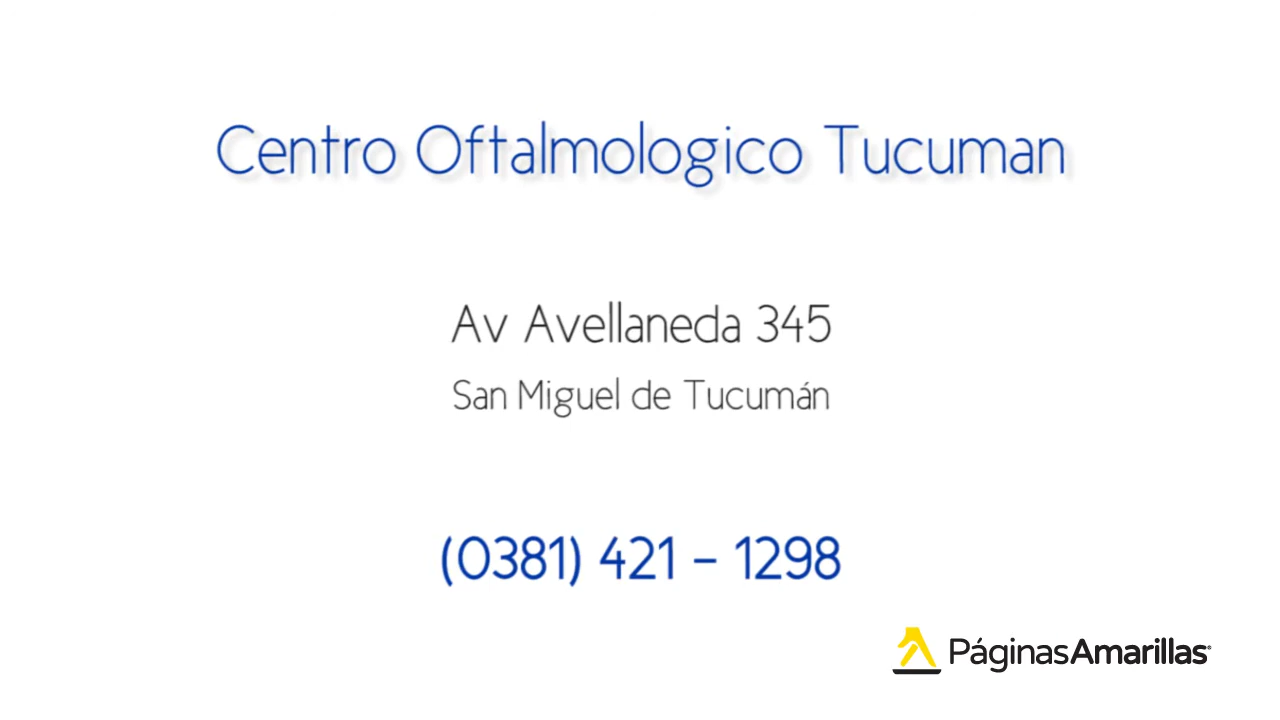 Centro Oftalmologico Tucuman
Av Avellaneda 345
San Miguel de Tucumán
(0381) 421 - 1298
PáginasAmarillas®